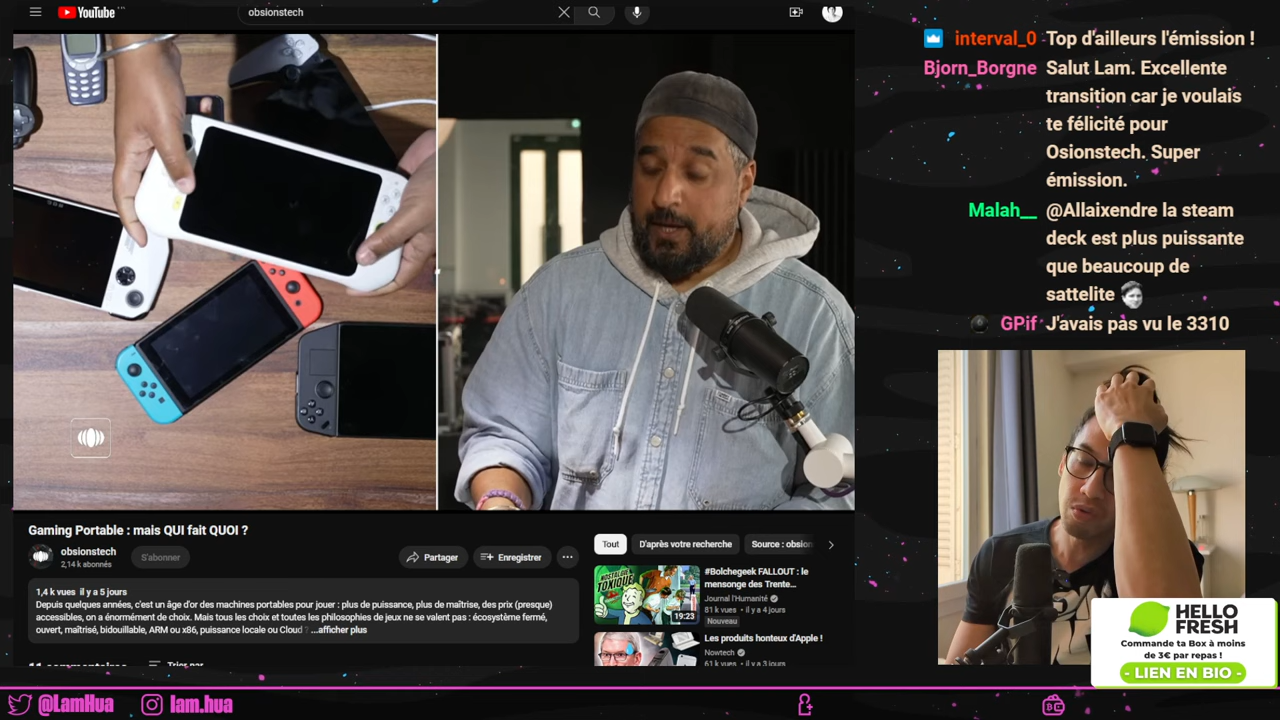 YouTube
obsionstech
interval_0 Top d'ailleurs l'émission !
Bjorn_Borgne Salut Lam. Excellente
transition car je voulais
te félicité pour
Osionstech. Super
émission.
Malah__ @Allaixendre la steam
deck est plus puissante
que beaucoup de
sattelite
GPif J'avais pas vu le 3310
Gaming Portable : mais QUI fait QUOI ?
obsionstech
2,14 k abonnés
S'abonner
Partager
Enregistrer
1,4 k vues il y a 5 jours
Depuis quelques années, c'est un âge d'or des machines portables pour jouer : plus de puissance, plus de maîtrise, des prix (presque)
accessibles, on a énormément de choix. Mais tous les choix et toutes les philosophies de jeux ne se valent pas : écosystème fermé,
ouvert, maîtrisé, bidouillable, ARM ou x86, puissance locale ou Cloud ? ...afficher plus
11 commentaires
Trier par
Tout
D'après votre recherche
Source : obsion
NOSTALGIE
TOXIQUE
19:23
#Bolchegeek FALLOUT : le
mensonge des Trente...
Journal l'Humanité
81 k vues • il y a 4 jours
Nouveau
Les produits honteux d'Apple !
Nowtech
61 k vues • il y a 3 jours
HELLO
FRESH
Commande ta Box à moins
de 3€ par repas !
- LIEN EN BIO -
@LamHua
lam.hua